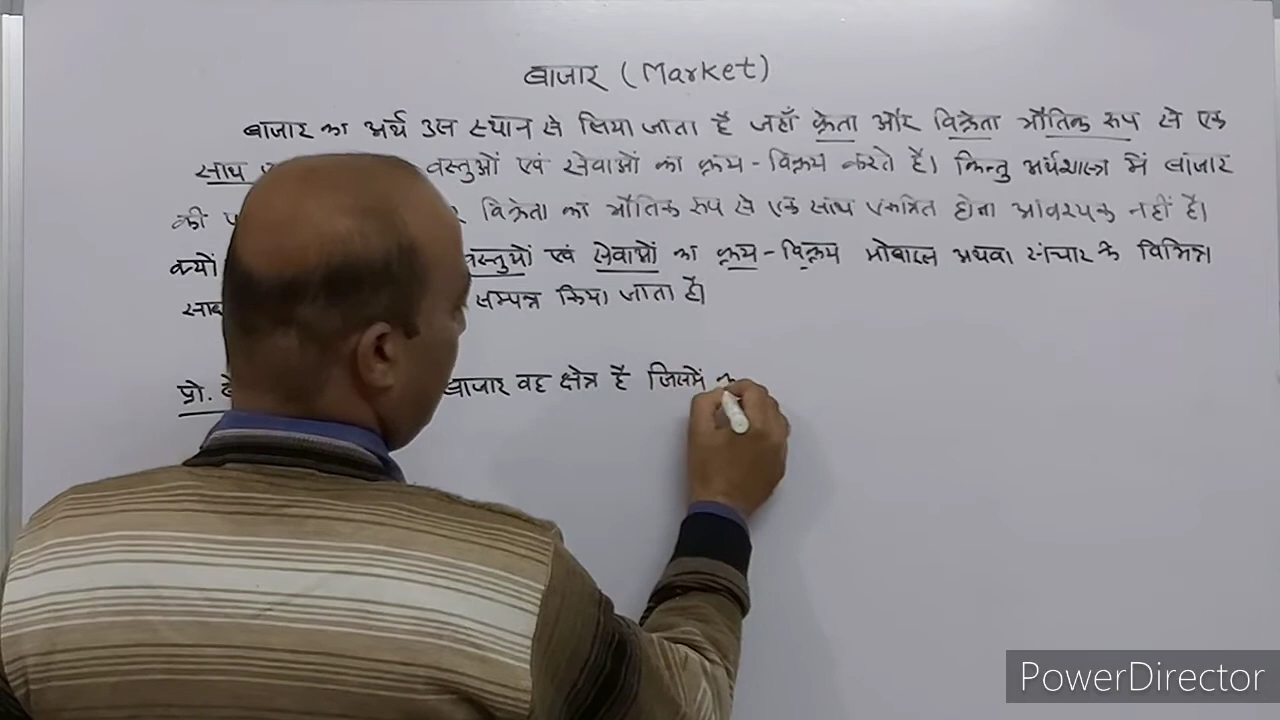 बाजार (Market)
बाजार का अर्थ उस स्थान से लिया जाता है जहाँ क्रेता और विक्रेता भौतिक रूप से एक
साथ वस्तुओं एवं सेवाओं का क्रय-विक्रय करते है। किन्तु अर्थशास्त्र में बाजार
की विक्रेता का भौतिक रूप से एक साथ एकत्रित होना आवश्यक नहीं है।
क्यों वस्तुयों एवं सेवाओं का क्रय-विक्रय मोबाइल अथवा संचार के विभिन्न
सम्पन्न किया जाता है।
प्रो. बाजार वह क्षेत्र है जिसमें
PowerDirector